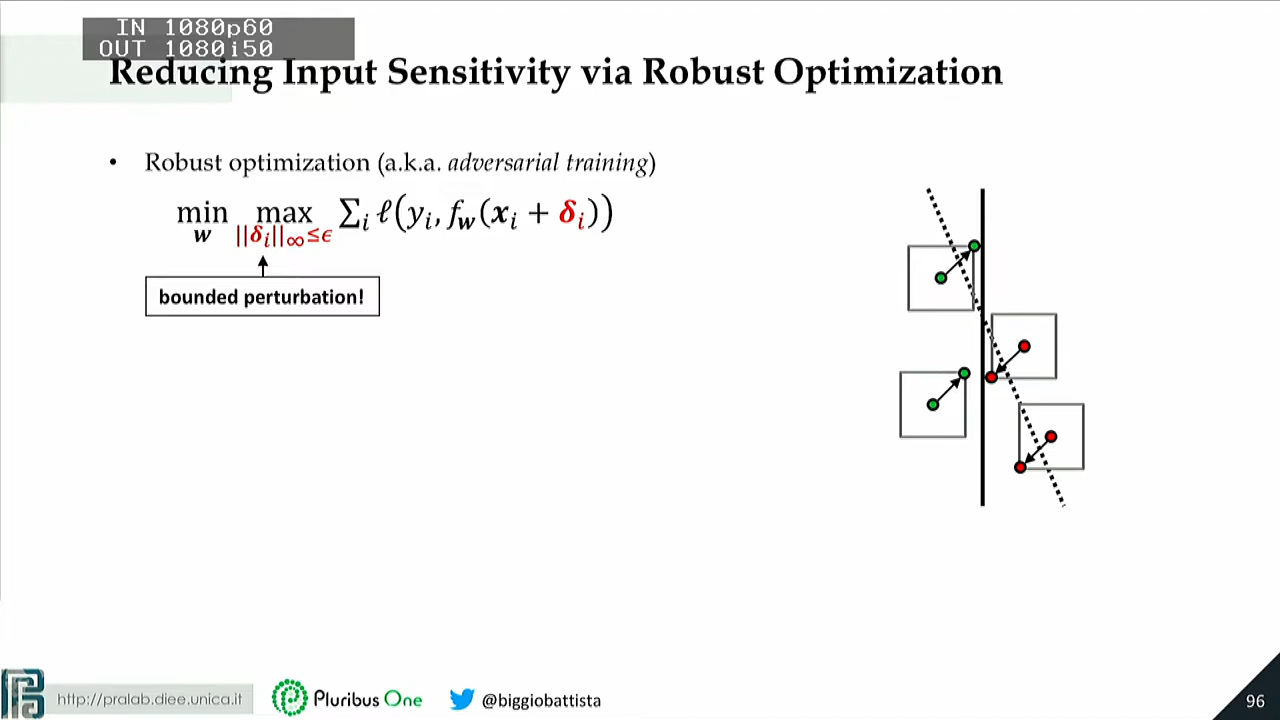 IN 1080p60
OUT 1080i50
Reducing Input Sensitivity via Robust Optimization
• Robust optimization (a.k.a. adversarial training)
min max ∑ᵢ ℓ(yᵢ, f_w(xᵢ + δᵢ))
w ||δᵢ||∞≤ϵ
bounded perturbation!
http://pralab.diee.unica.it
Pluribus One
@biggiobattista
96